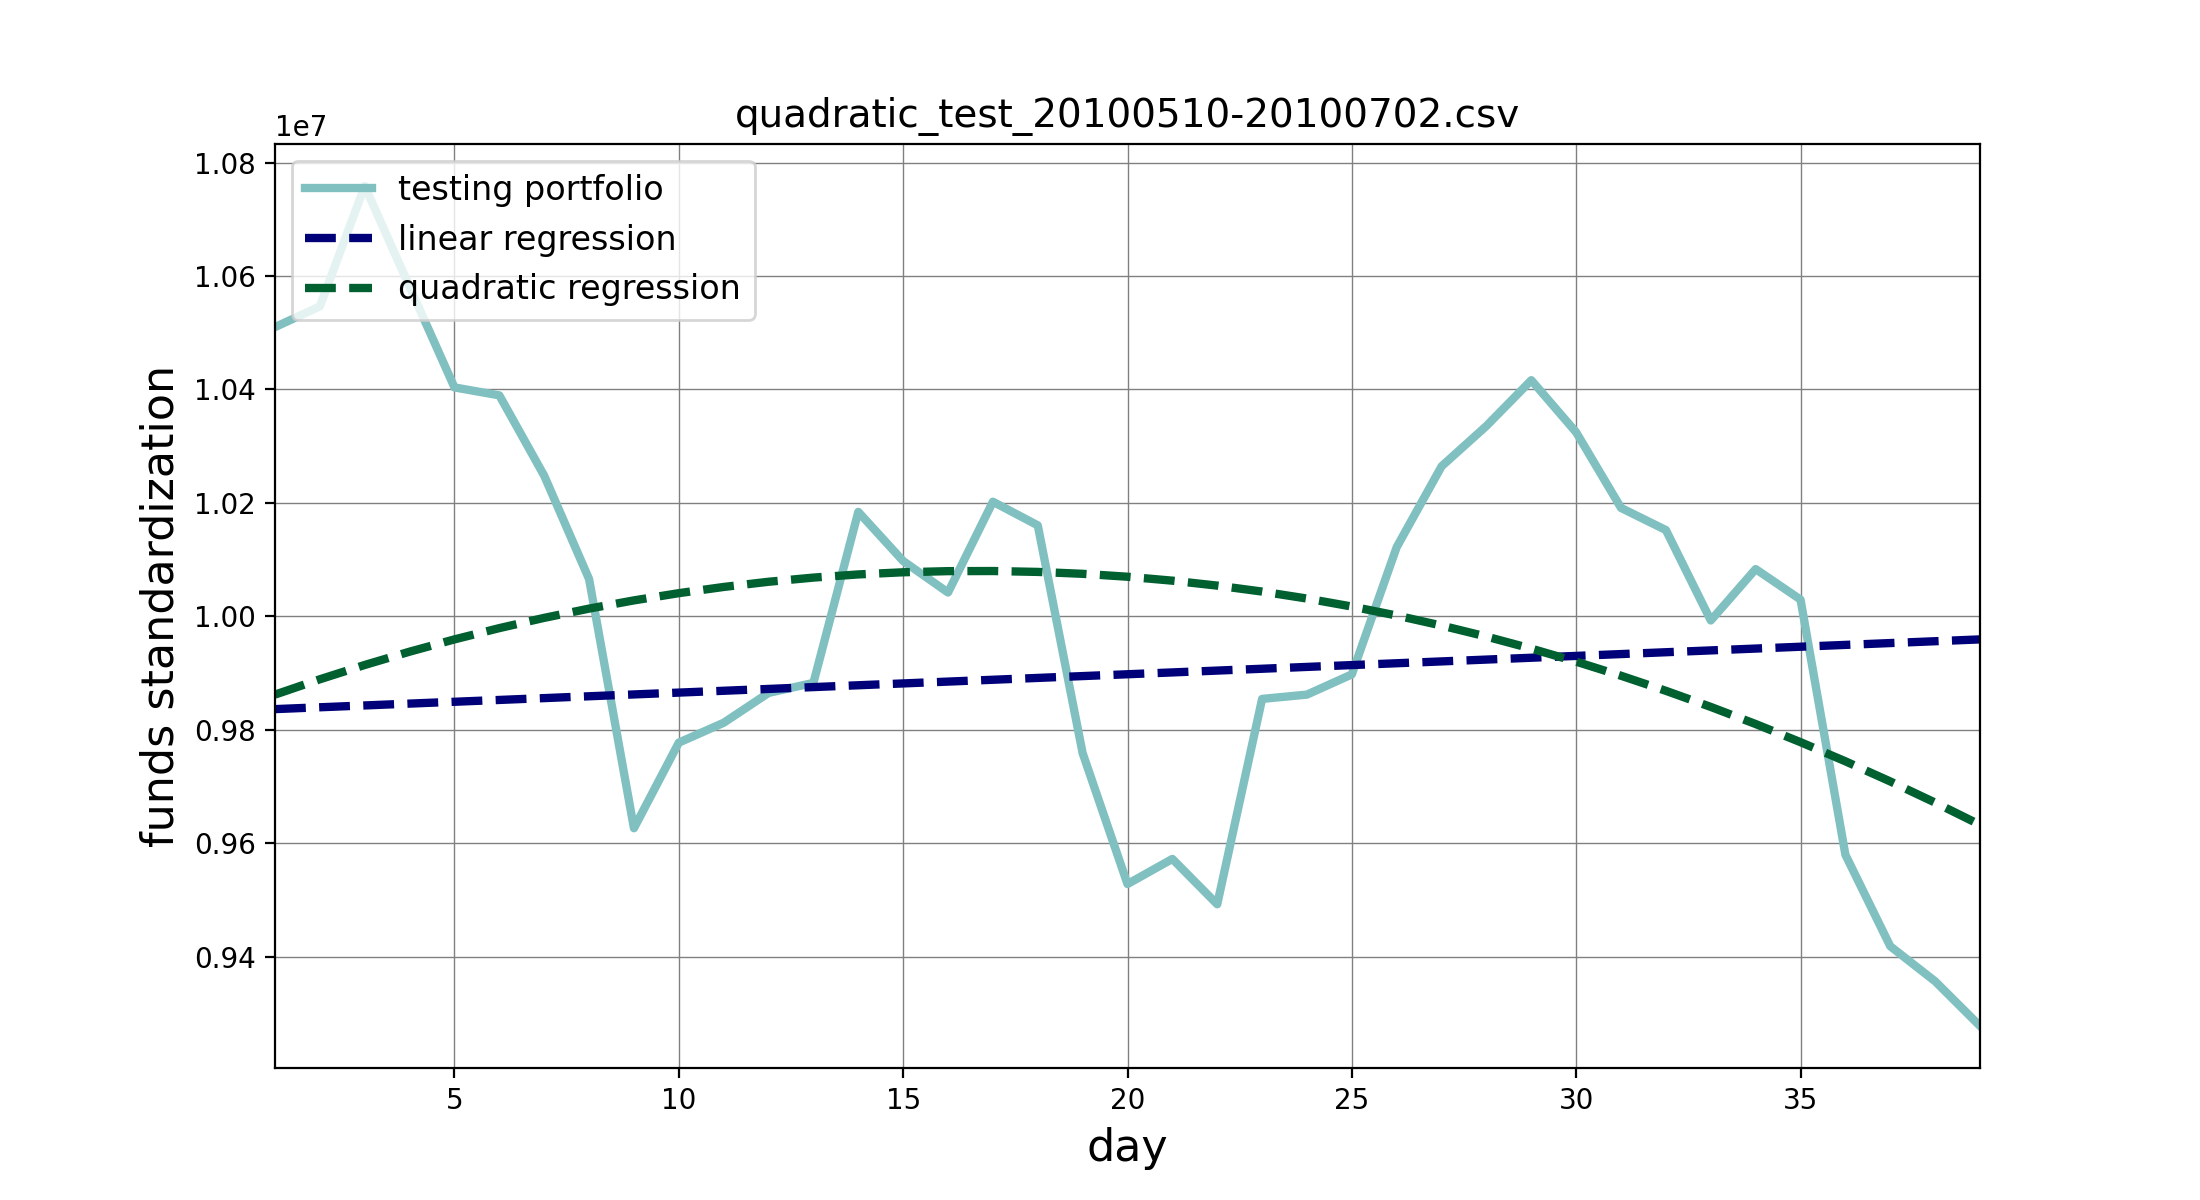 quadratic_test_20100510-20100702.csv
1e7
1.08
1.06
1.04
1.02
1.00
0.98
0.96
0.94
funds standardization
testing portfolio
linear regression
quadratic regression
5 10 15 20 25 30 35
day